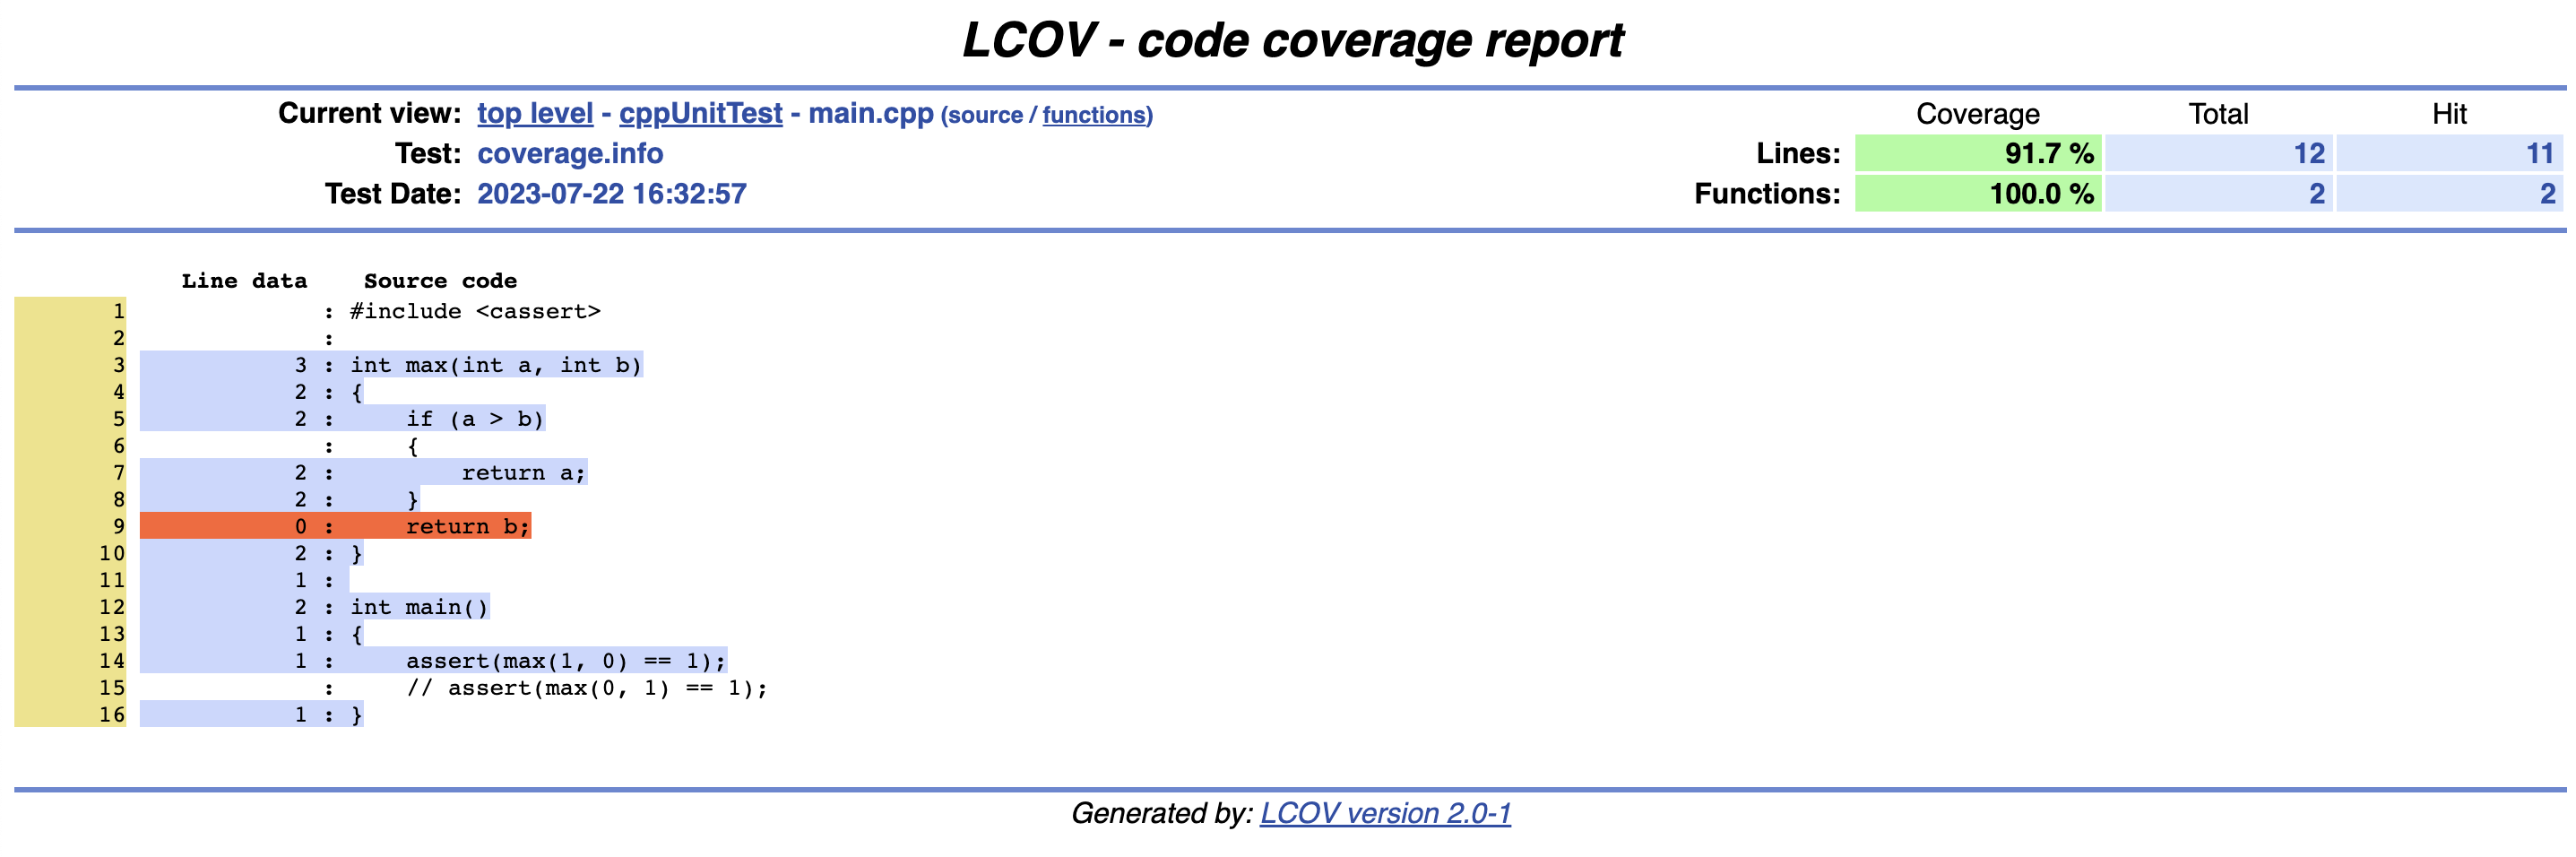 LCOV - code coverage report
Current view: top level - cppUnitTest - main.cpp (source / functions) Coverage Total Hit
Test: coverage.info Lines: 91.7 % 12 11
Test Date: 2023-07-22 16:32:57 Functions: 100.0 % 2 2
Line data Source code
1 : #include <cassert>
2 :
3 3 : int max(int a, int b)
4 2 : {
5 2 :     if (a > b)
6 :     {
7 2 :         return a;
8 2 :     }
9 0 :     return b;
10 2 : }
11 1 :
12 2 : int main()
13 1 : {
14 1 :     assert(max(1, 0) == 1);
15 :     // assert(max(0, 1) == 1);
16 1 : }
Generated by: LCOV version 2.0-1